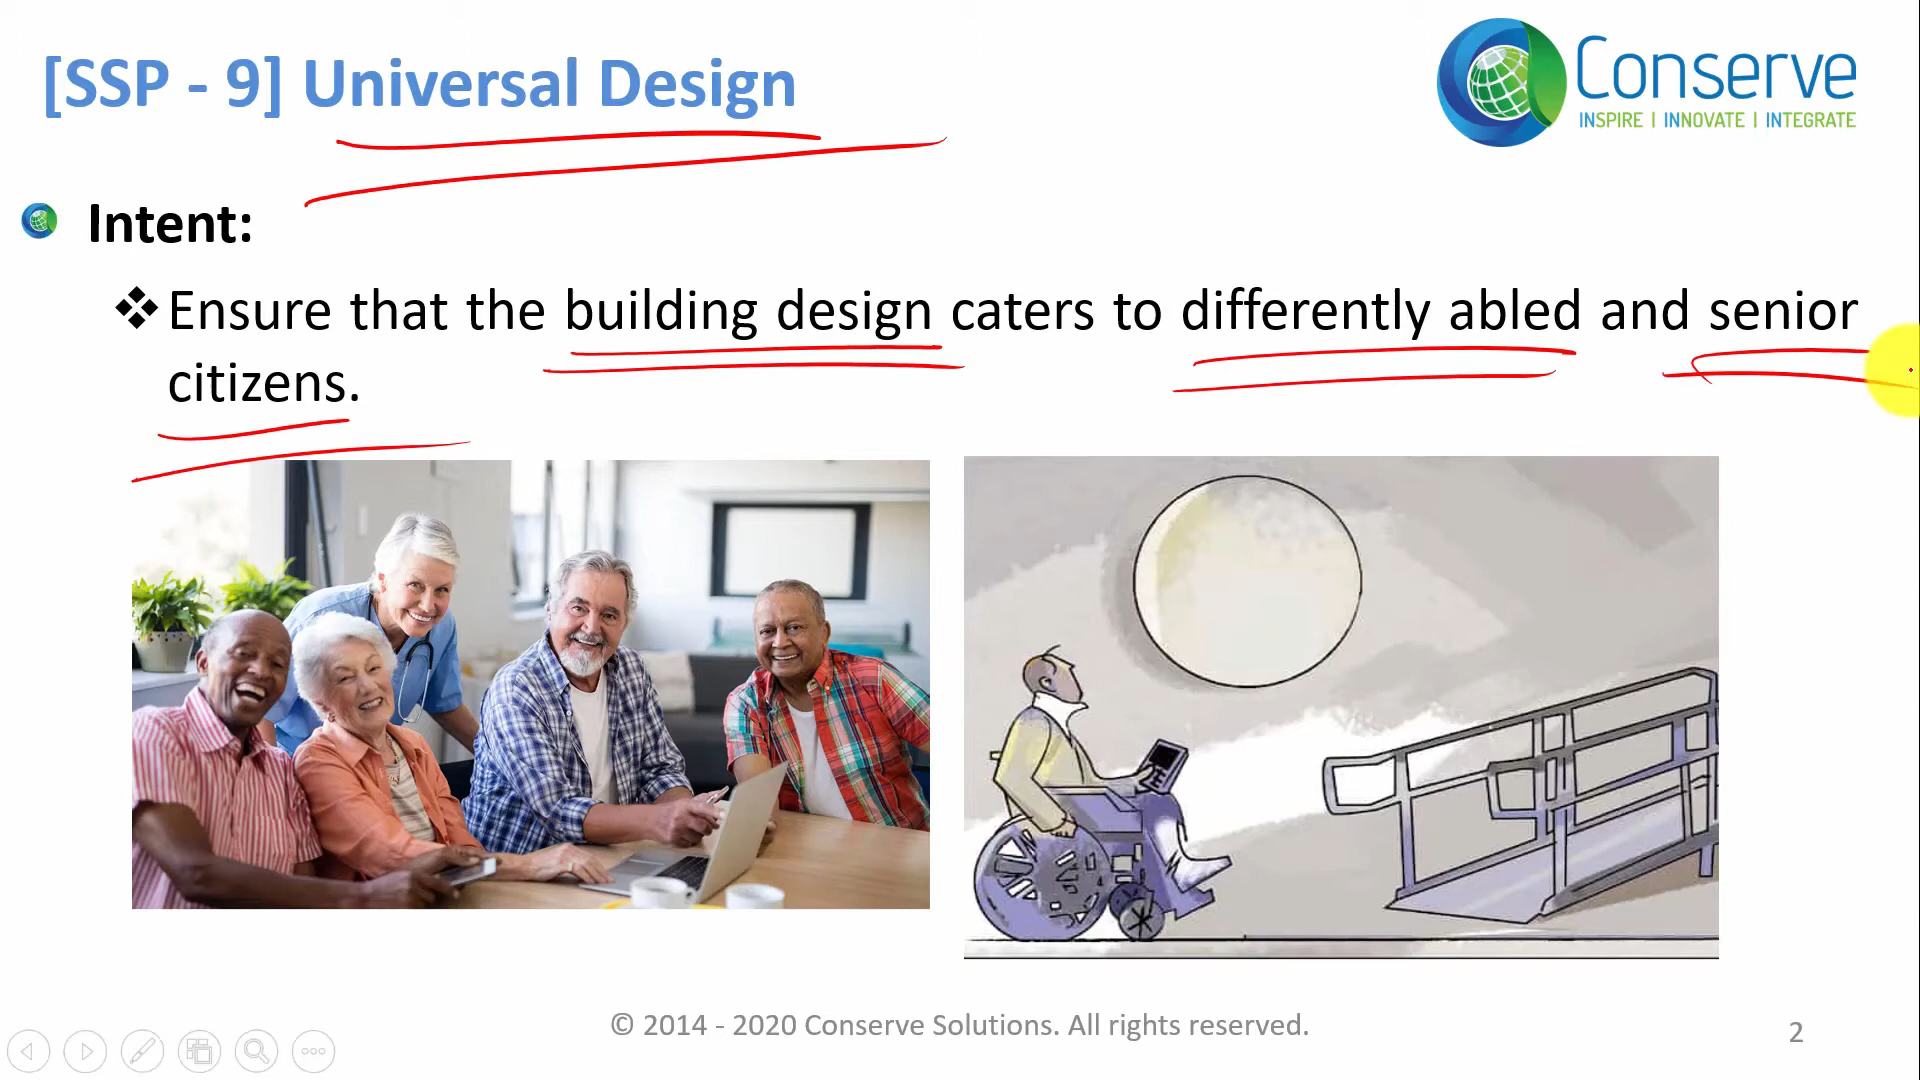 [SSP - 9] Universal Design
Conserve
INSPIRE | INNOVATE | INTEGRATE
Intent:
❖Ensure that the building design caters to differently abled and senior
citizens.
© 2014 - 2020 Conserve Solutions. All rights reserved.
2